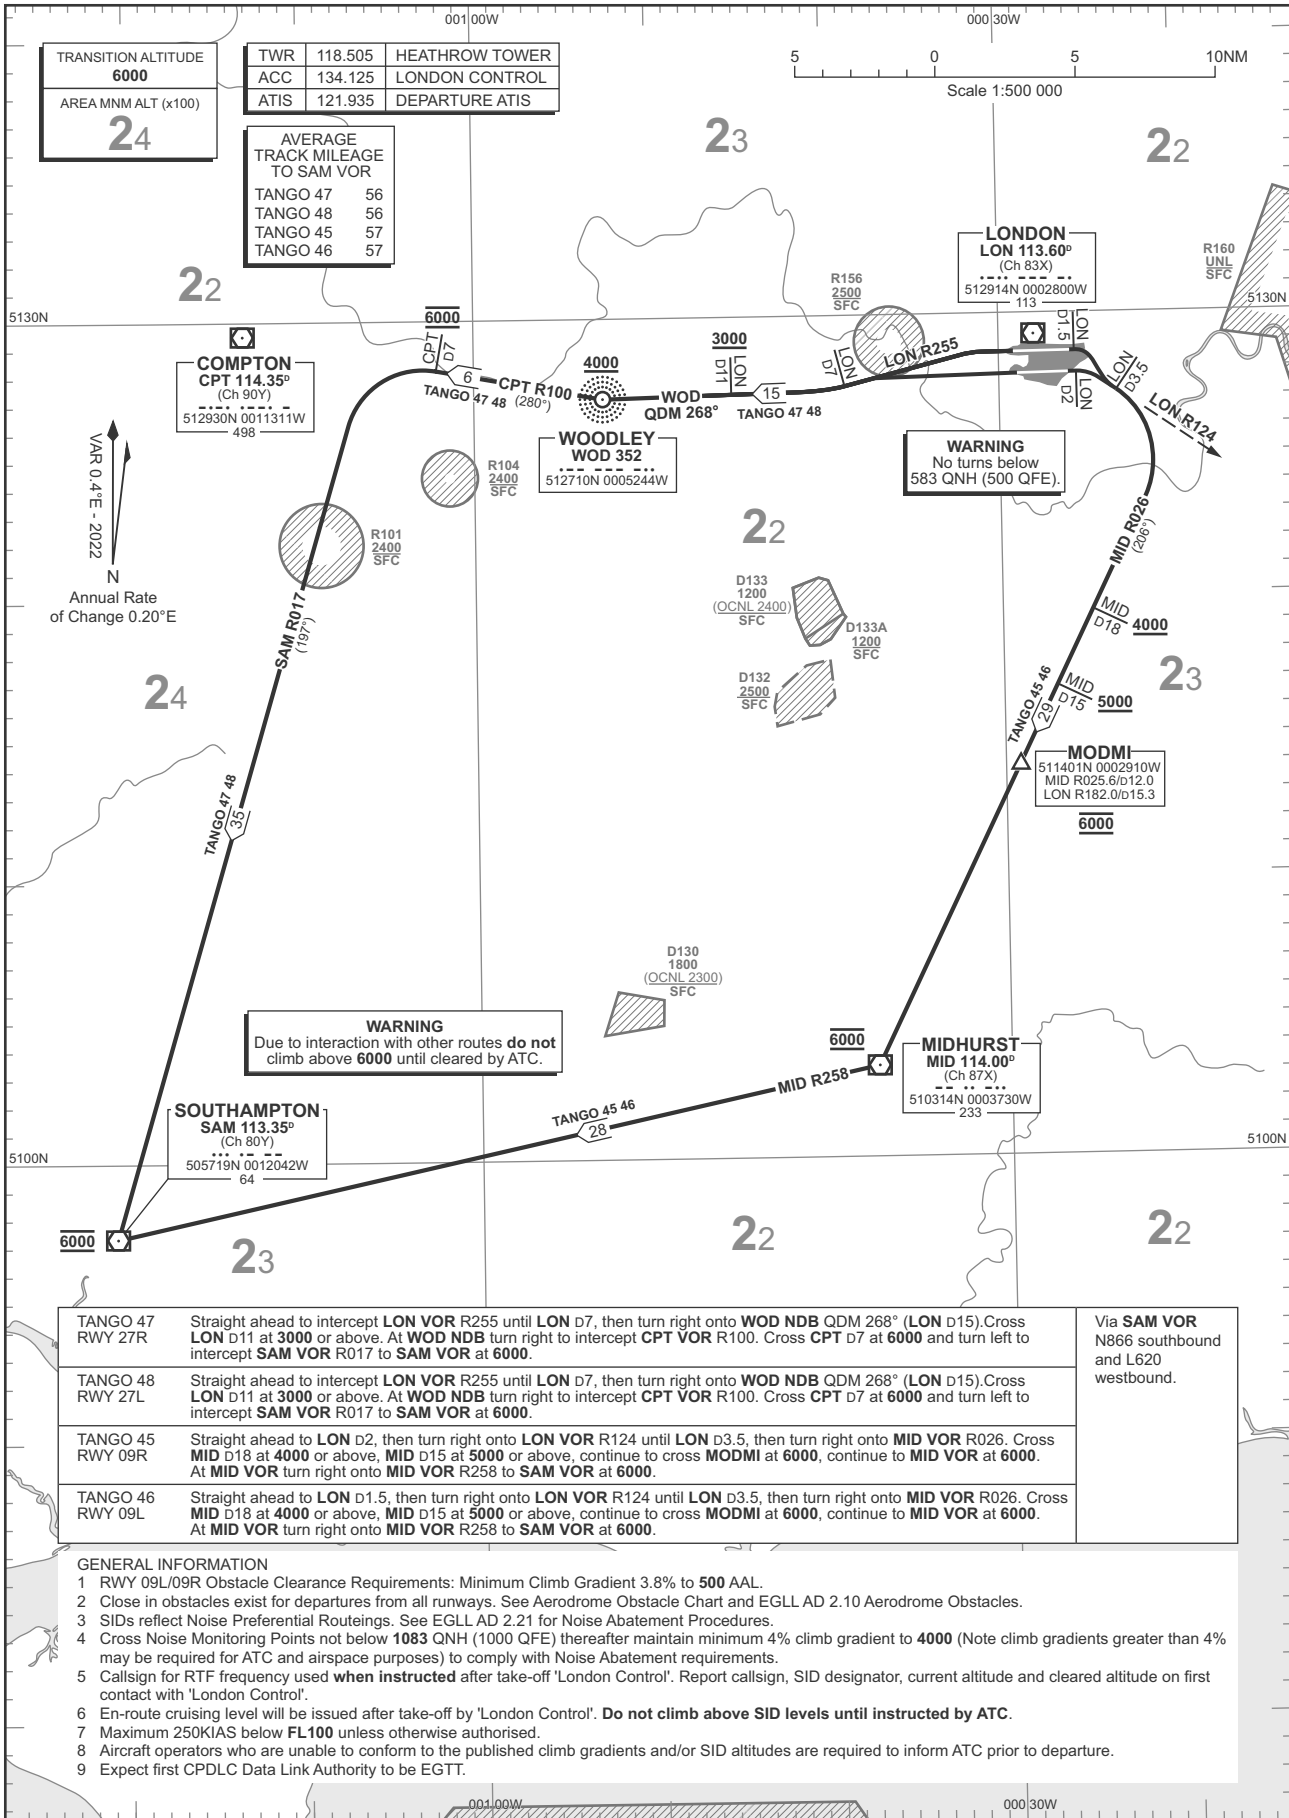 001°00W
000°30W
TRANSITION ALTITUDE
6000
AREA MNM ALT (x100)
24
TWR 118.505 HEATHROW TOWER
ACC 134.125 LONDON CONTROL
ATIS 121.935 DEPARTURE ATIS
AVERAGE
TRACK MILEAGE
TO SAM VOR
TANGO 47 56
TANGO 48 56
TANGO 45 57
TANGO 46 57
5 0 5 10NM
Scale 1:500 000
23
22
22
R160
UNL
SFC
LONDON
LON 113.60ᴰ
(Ch 83X)
512914N 0002800W
113
R156
2500
SFC
5130N
5130N
COMPTON
CPT 114.35ᴰ
(Ch 90Y)
512930N 0011311W
498
6000
CPT
D7
6
TANGO 47 48
CPT R100
(280°)
4000
WOODLEY
WOD 352
512710N 0005244W
3000
LON
D11
WOD
QDM 268°
15
TANGO 47 48
LON
D7
LON R255
LON
D1.5
LON
D2
LON
D3.5
LON R124
WARNING
No turns below
583 QNH (500 QFE).
VAR 0.4°E - 2022
N
Annual Rate
of Change 0.20°E
R104
2400
SFC
R101
2400
SFC
SAM R017
(197°)
22
MID R026
(206°)
D133
1200
(OCNL 2400)
SFC
D133A
1200
SFC
D132
2500
SFC
MID
D18
4000
MID
D15
5000
24
23
TANGO 45 46
29
MODMI
511401N 0002910W
MID R025.6/D12.0
LON R182.0/D15.3
6000
TANGO 47 48
35
D130
1800
(OCNL 2300)
SFC
WARNING
Due to interaction with other routes do not
climb above 6000 until cleared by ATC.
6000
MIDHURST
MID 114.00ᴰ
(Ch 87X)
510314N 0003730W
233
MID R258
TANGO 45 46
28
SOUTHAMPTON
SAM 113.35ᴰ
(Ch 80Y)
505719N 0012042W
64
5100N
5100N
6000
23
22
22
TANGO 47
RWY 27R
Straight ahead to intercept LON VOR R255 until LON D7, then turn right onto WOD NDB QDM 268° (LON D15).Cross
LON D11 at 3000 or above. At WOD NDB turn right to intercept CPT VOR R100. Cross CPT D7 at 6000 and turn left to
intercept SAM VOR R017 to SAM VOR at 6000.
TANGO 48
RWY 27L
Straight ahead to intercept LON VOR R255 until LON D7, then turn right onto WOD NDB QDM 268° (LON D15).Cross
LON D11 at 3000 or above. At WOD NDB turn right to intercept CPT VOR R100. Cross CPT D7 at 6000 and turn left to
intercept SAM VOR R017 to SAM VOR at 6000.
TANGO 45
RWY 09R
Straight ahead to LON D2, then turn right onto LON VOR R124 until LON D3.5, then turn right onto MID VOR R026. Cross
MID D18 at 4000 or above, MID D15 at 5000 or above, continue to cross MODMI at 6000, continue to MID VOR at 6000.
At MID VOR turn right onto MID VOR R258 to SAM VOR at 6000.
TANGO 46
RWY 09L
Straight ahead to LON D1.5, then turn right onto LON VOR R124 until LON D3.5, then turn right onto MID VOR R026. Cross
MID D18 at 4000 or above, MID D15 at 5000 or above, continue to cross MODMI at 6000, continue to MID VOR at 6000.
At MID VOR turn right onto MID VOR R258 to SAM VOR at 6000.
Via SAM VOR
N866 southbound
and L620
westbound.
GENERAL INFORMATION
1 RWY 09L/09R Obstacle Clearance Requirements: Minimum Climb Gradient 3.8% to 500 AAL.
2 Close in obstacles exist for departures from all runways. See Aerodrome Obstacle Chart and EGLL AD 2.10 Aerodrome Obstacles.
3 SIDs reflect Noise Preferential Routeings. See EGLL AD 2.21 for Noise Abatement Procedures.
4 Cross Noise Monitoring Points not below 1083 QNH (1000 QFE) thereafter maintain minimum 4% climb gradient to 4000 (Note climb gradients greater than 4%
may be required for ATC and airspace purposes) to comply with Noise Abatement requirements.
5 Callsign for RTF frequency used when instructed after take-off 'London Control'. Report callsign, SID designator, current altitude and cleared altitude on first
contact with 'London Control'.
6 En-route cruising level will be issued after take-off by 'London Control'. Do not climb above SID levels until instructed by ATC.
7 Maximum 250KIAS below FL100 unless otherwise authorised.
8 Aircraft operators who are unable to conform to the published climb gradients and/or SID altitudes are required to inform ATC prior to departure.
9 Expect first CPDLC Data Link Authority to be EGTT.
001°00W
000°30W